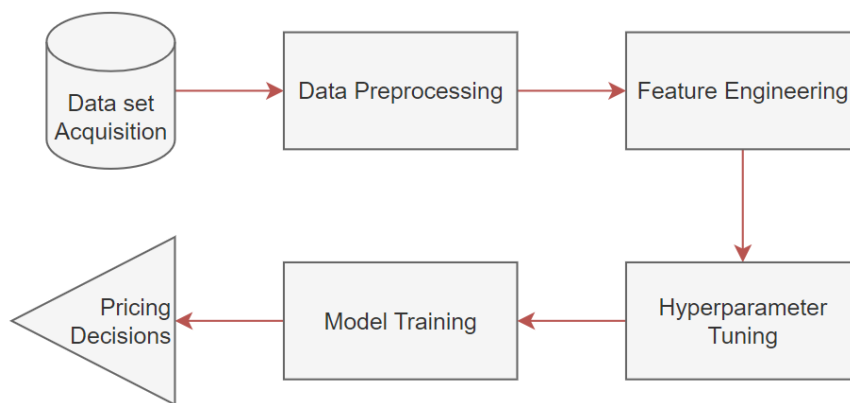 Data set
Acquisition
Data Preprocessing
Feature Engineering
Pricing
Decisions
Model Training
Hyperparameter
Tuning